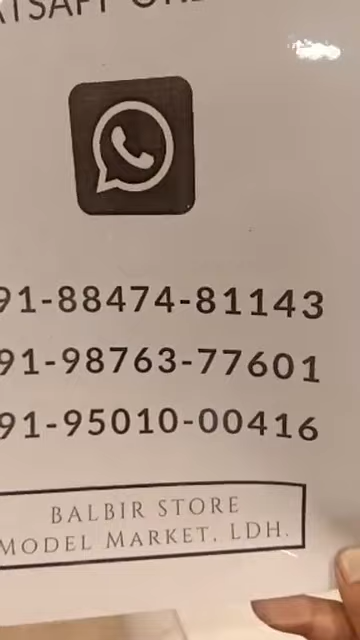 91-88474-81143
91-98763-77601
91-95010-00416
BALBIR STORE
MODEL MARKET, LDH.